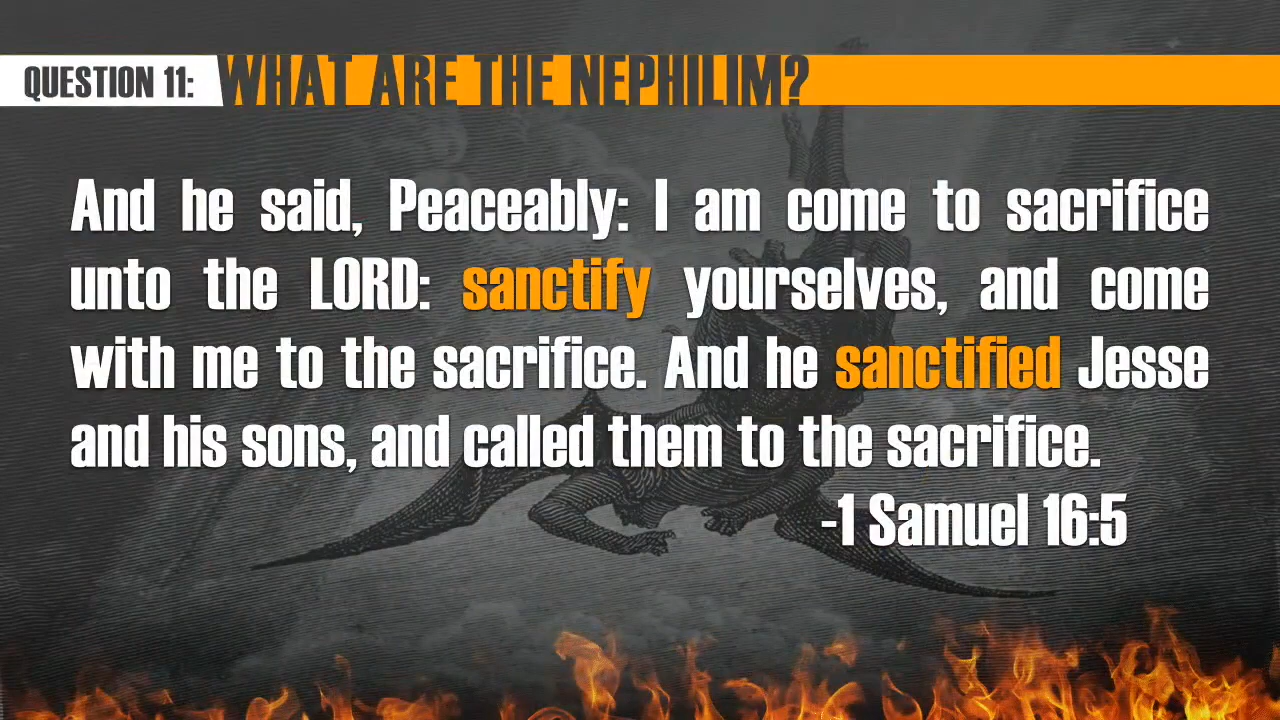 QUESTION 11: WHAT ARE THE NEPHILIM?
And he said, Peaceably: I am come to sacrifice
unto the LORD: sanctify yourselves, and come
with me to the sacrifice. And he sanctified Jesse
and his sons, and called them to the sacrifice.
-1 Samuel 16:5